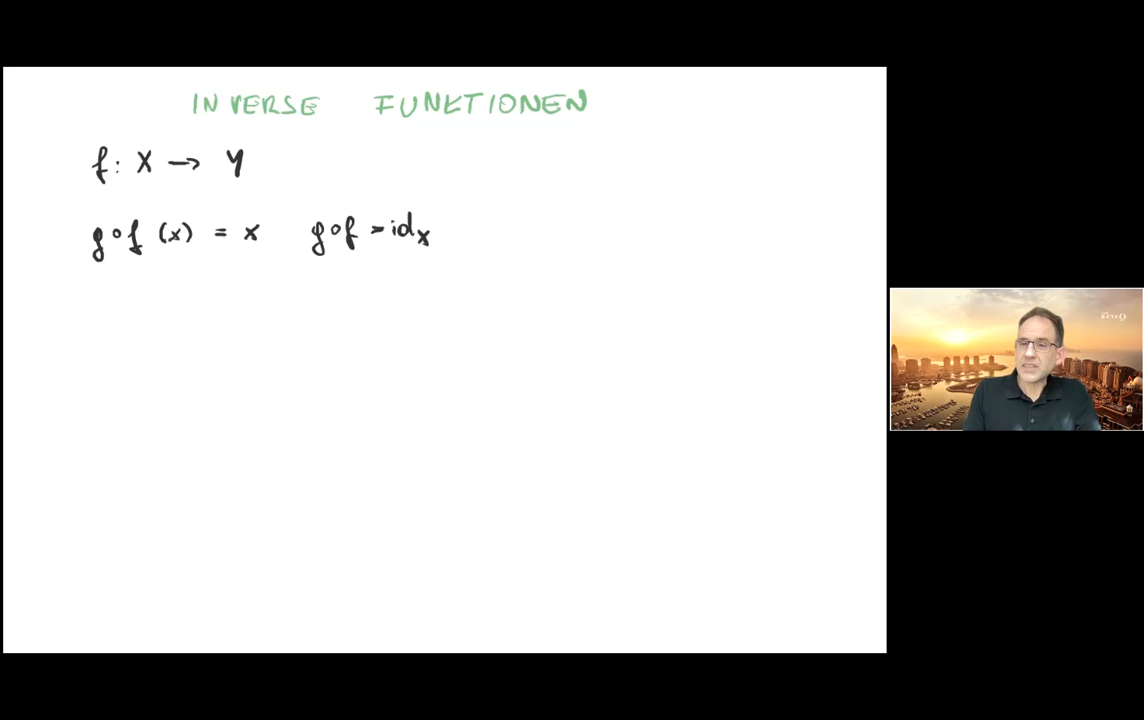 INVERSE FUNKTIONEN
f: X → Y
g∘f (x) = x g∘f = id_X